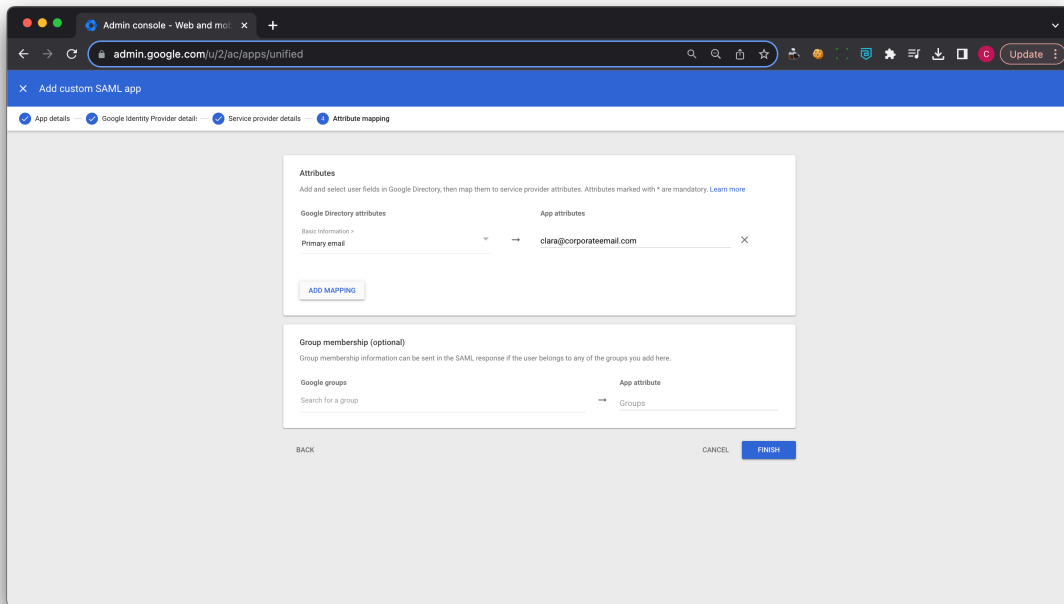 Admin console - Web and mo
admin.google.com/u/2/ac/apps/unified
C
Update
Add custom SAML app
App details
Google Identity Provider details
Service provider details
4
Attribute mapping
Attributes
Add and select user fields in Google Directory, then map them to service provider attributes. Attributes marked with * are mandatory. Learn more
Google Directory attributes
App attributes
Basic Information >
Primary email
clara@corporateemail.com
ADD MAPPING
Group membership (optional)
Group membership information can be sent in the SAML response if the user belongs to any of the groups you add here.
Google groups
App attribute
Search for a group
Groups
BACK
CANCEL
FINISH